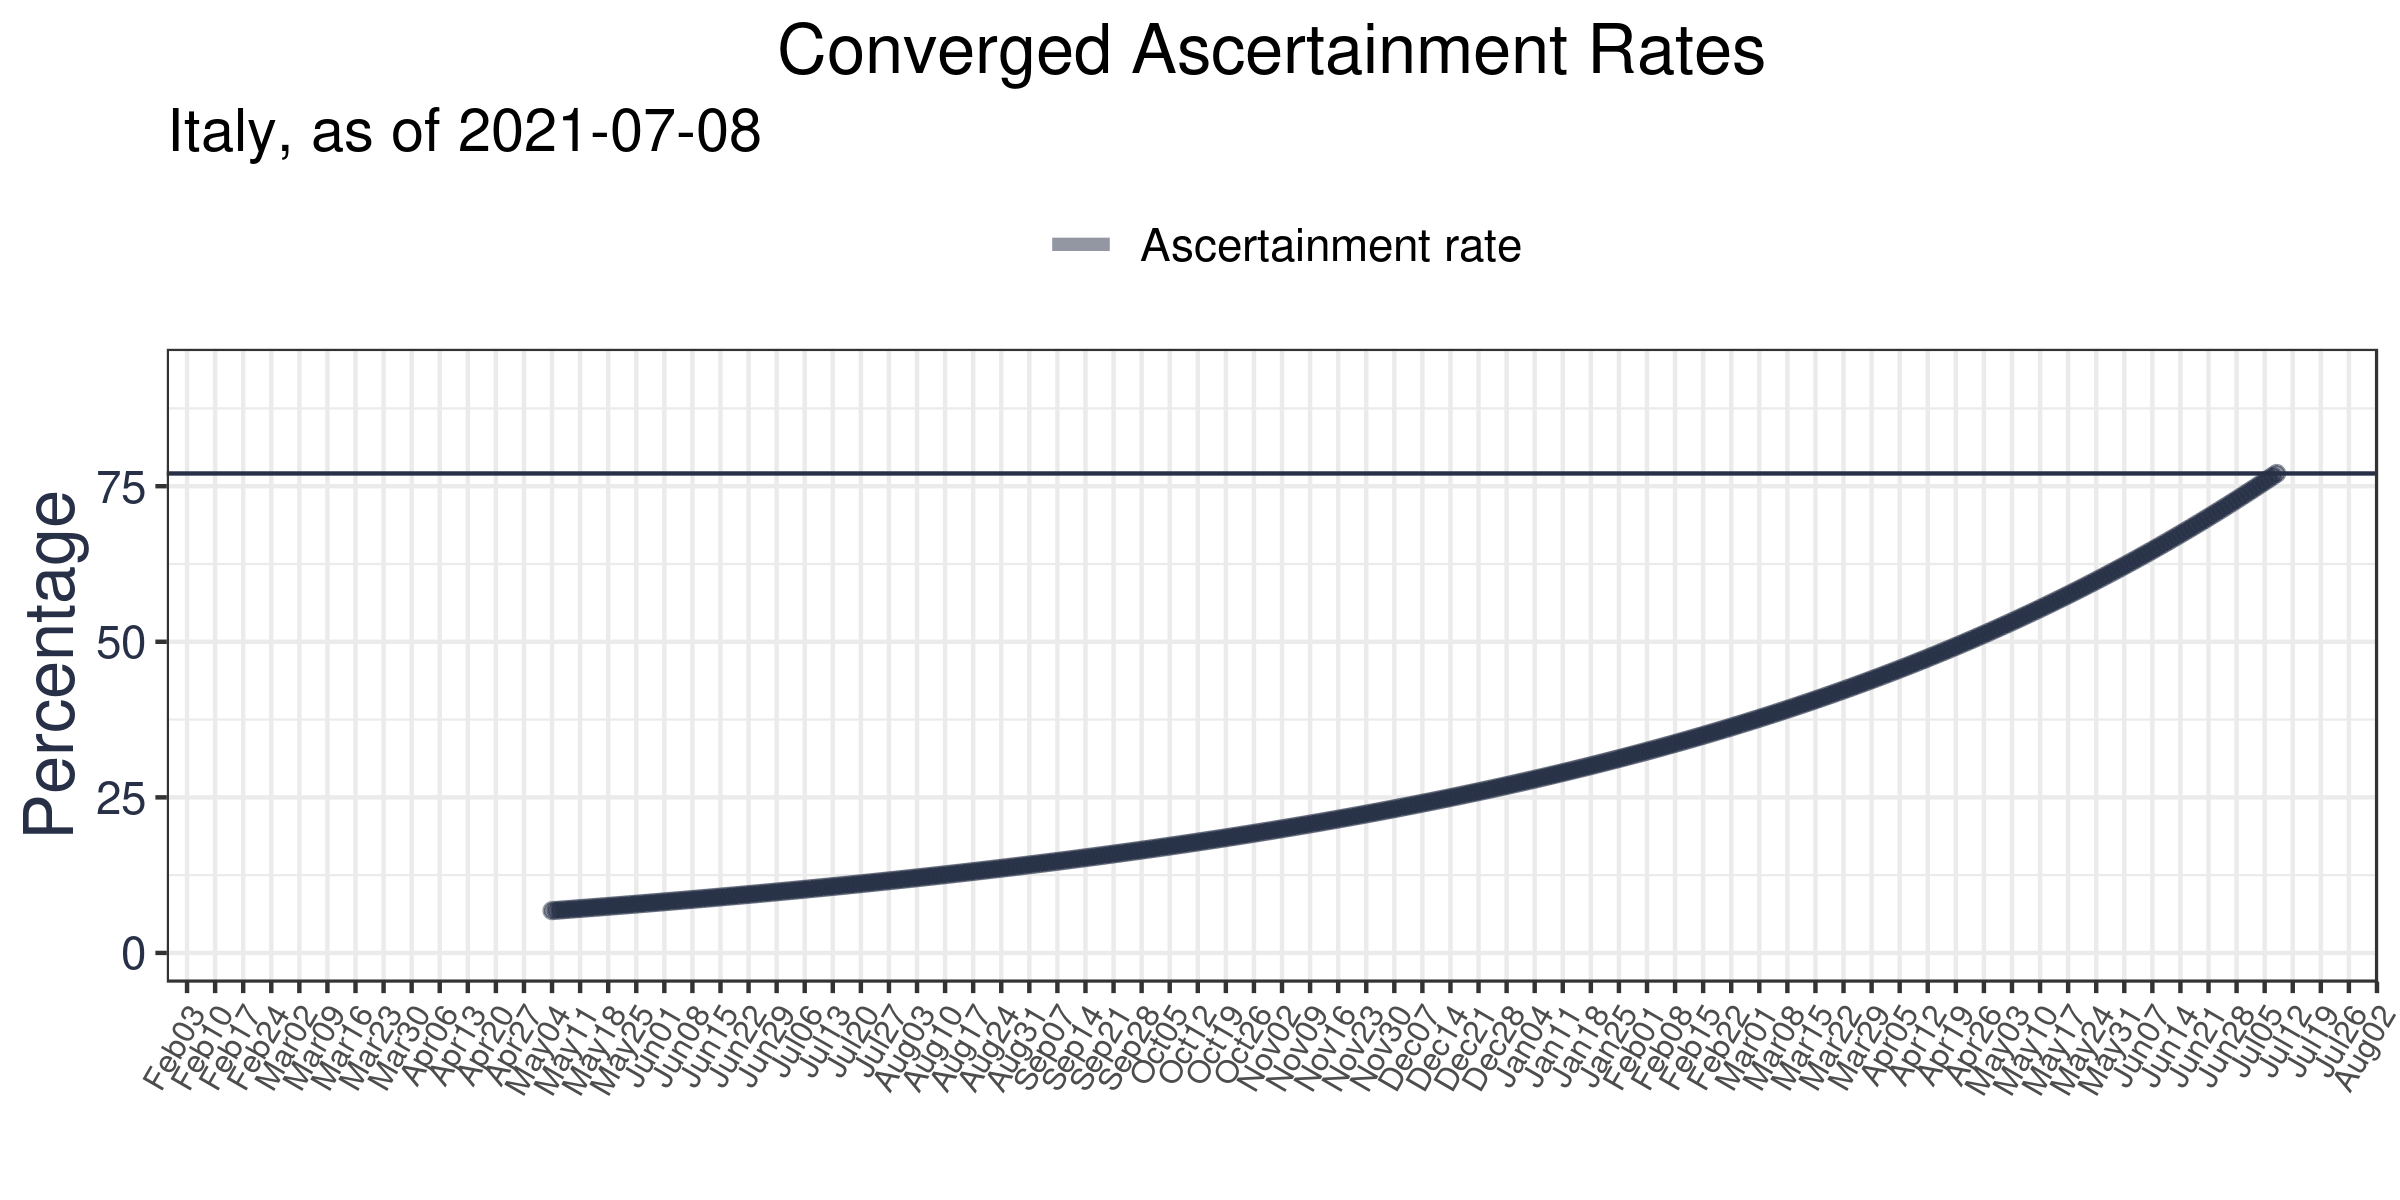 Converged Ascertainment Rates
Italy, as of 2021-07-08
Ascertainment rate
Percentage
75
50
25
0
Feb03
Feb10
Feb17
Feb24
Mar02
Mar09
Mar16
Mar23
Mar30
Apr06
Apr13
Apr20
Apr27
May04
May11
May18
May25
Jun01
Jun08
Jun15
Jun22
Jun29
Jul06
Jul13
Jul20
Jul27
Aug03
Aug10
Aug17
Aug24
Aug31
Sep07
Sep14
Sep21
Sep28
Oct05
Oct12
Oct19
Oct26
Nov02
Nov09
Nov16
Nov23
Nov30
Dec07
Dec14
Dec21
Dec28
Jan04
Jan11
Jan18
Jan25
Feb01
Feb08
Feb15
Feb22
Mar01
Mar08
Mar15
Mar22
Mar29
Apr05
Apr12
Apr19
Apr26
May03
May10
May17
May24
May31
Jun07
Jun14
Jun21
Jun28
Jul05
Jul12
Jul19
Jul26
Aug02